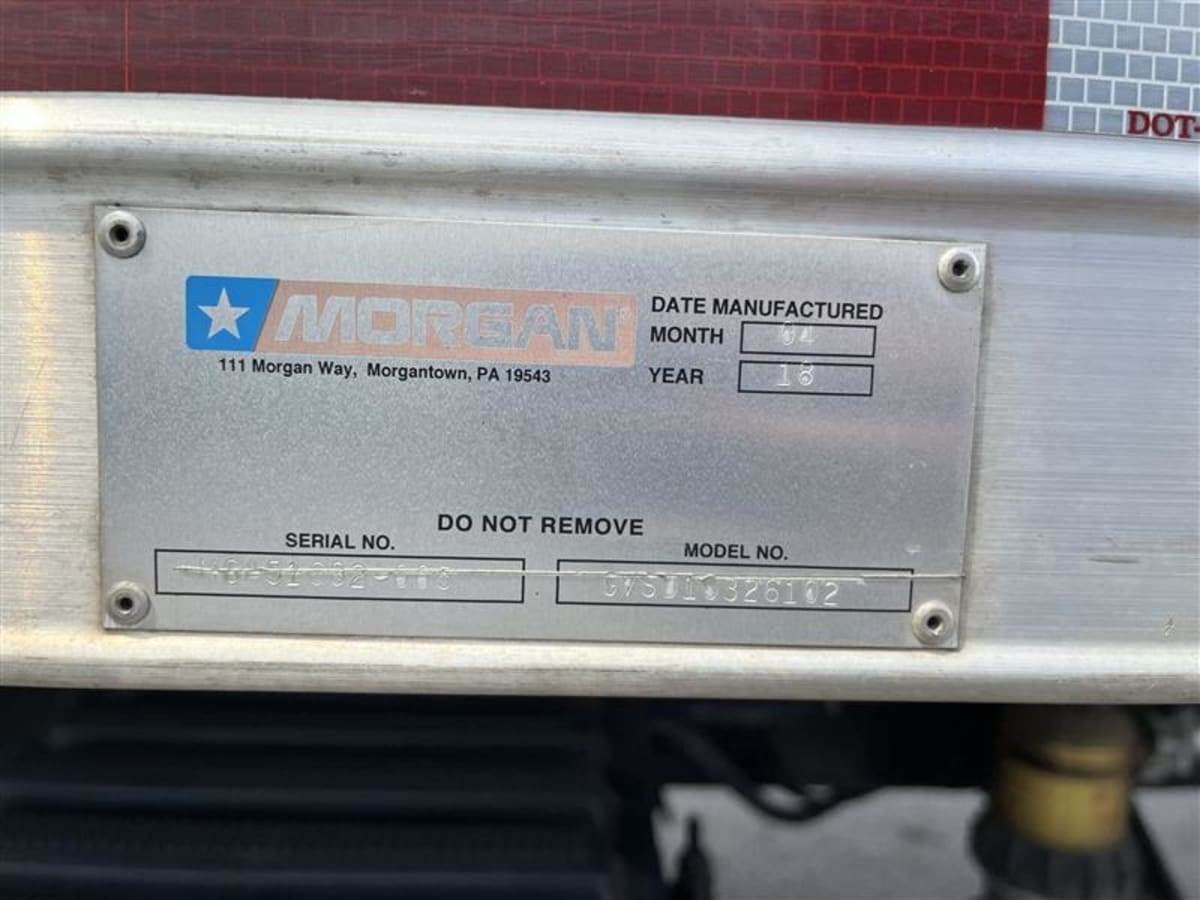 DOT-
MORGAN
111 Morgan Way, Morgantown, PA 19543
DATE MANUFACTURED
MONTH 04
YEAR 18
DO NOT REMOVE
SERIAL NO.
MODEL NO.
GVSD10326102